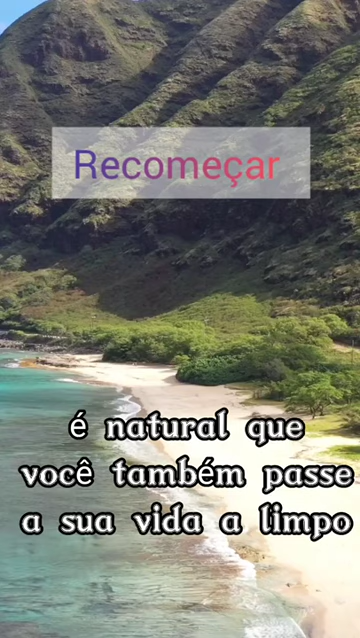 Recomeçar
é natural que
você também passe
a sua vida a limpo